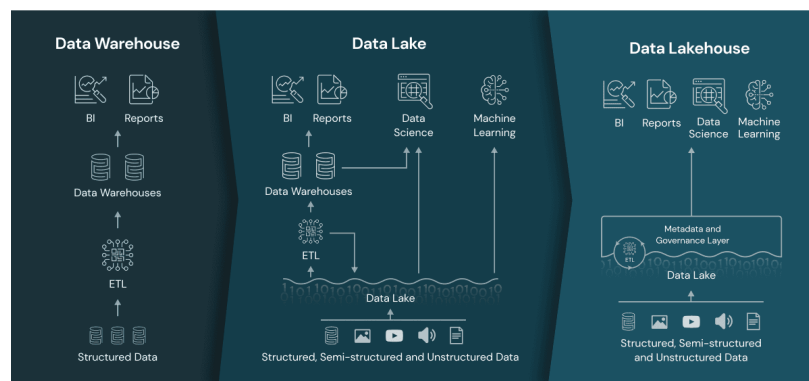 Data Warehouse
BI
Reports
Data Warehouses
ETL
Structured Data
Data Lake
BI
Reports
Data
Science
Machine
Learning
Data Warehouses
ETL
Data Lake
Structured, Semi-structured and Unstructured Data
Data Lakehouse
BI
Reports
Data
Science
Machine
Learning
Metadata and
Governance Layer
ETL
Data Lake
Structured, Semi-structured
and Unstructured Data